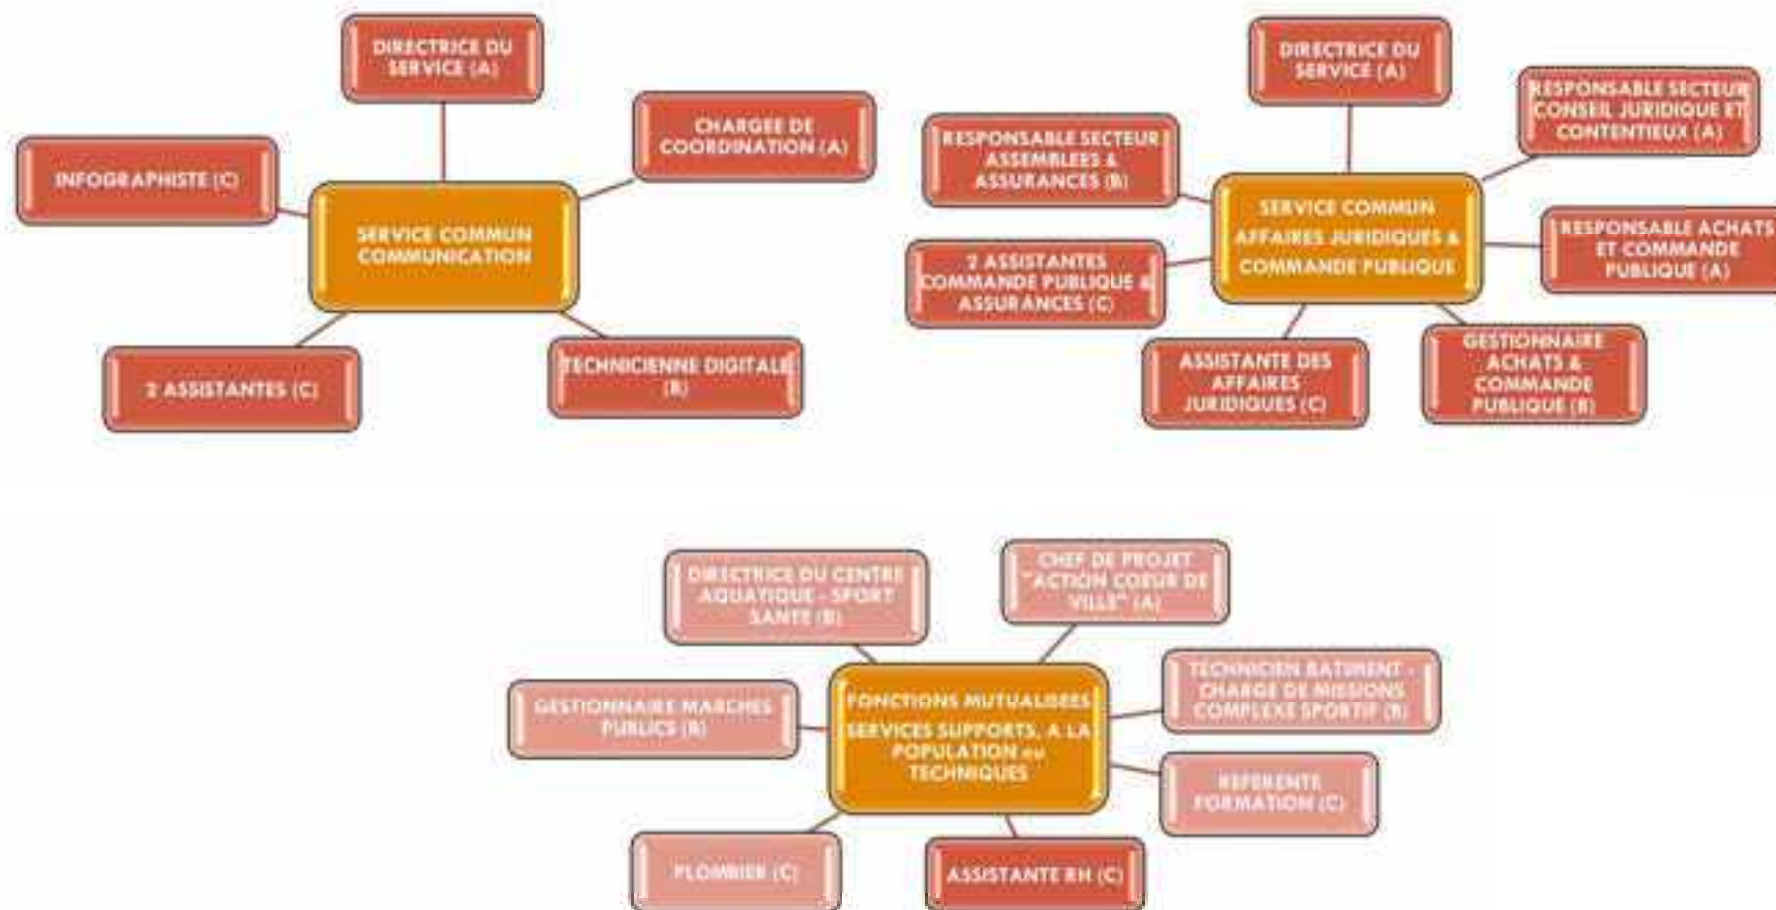 DIRECTRICE DU
SERVICE (A)
CHARGEE DE
COORDINATION (A)
INFOGRAPHISTE (C)
SERVICE COMMUN
COMMUNICATION
2 ASSISTANTES (C)
TECHNICIENNE DIGITALE
(B)
DIRECTRICE DU
SERVICE (A)
RESPONSABLE SECTEUR
CONSEIL JURIDIQUE ET
CONTENTIEUX (A)
RESPONSABLE SECTEUR
ASSEMBLEES &
ASSURANCES (B)
SERVICE COMMUN
AFFAIRES JURIDIQUES &
COMMANDE PUBLIQUE
RESPONSABLE ACHATS
ET COMMANDE
PUBLIQUE (A)
2 ASSISTANTES
COMMANDE PUBLIQUE &
ASSURANCES (C)
ASSISTANTE DES
AFFAIRES
JURIDIQUES (C)
GESTIONNAIRE
ACHATS &
COMMANDE
PUBLIQUE (B)
DIRECTRICE DU CENTRE
AQUATIQUE - SPORT
SANTE (B)
CHEF DE PROJET
"ACTION COEUR DE
VILLE" (A)
GESTIONNAIRE MARCHES
PUBLICS (B)
FONCTIONS MUTUALISEES
SERVICES SUPPORTS, A LA
POPULATION ou
TECHNIQUES
TECHNICIEN BATIMENT -
CHARGE DE MISSIONS
COMPLEXE SPORTIF (B)
REFERENTE
FORMATION (C)
PLOMBIER (C)
ASSISTANTE RH (C)